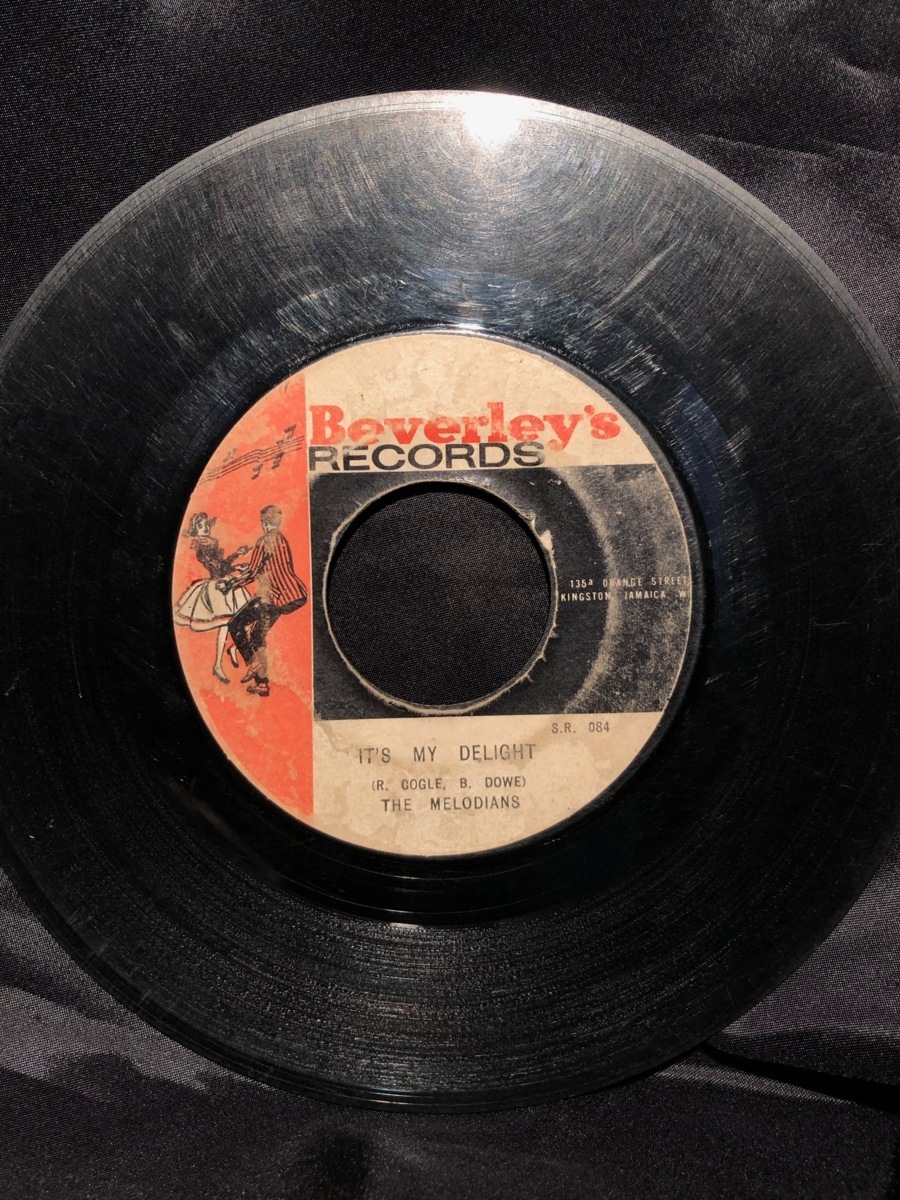 Beverley's
RECORDS
135a ORANGE STREET
KINGSTON JAMAICA W
S.R. 084
IT'S MY DELIGHT
(R. COGLE, B. DOWE)
THE MELODIANS